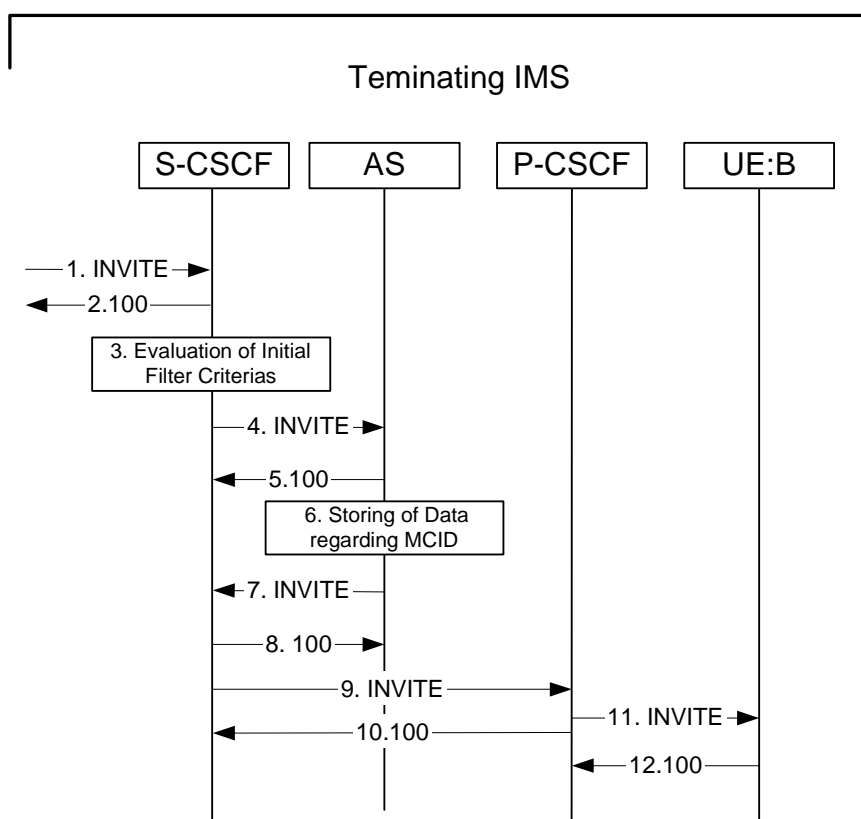 Teminating IMS
S-CSCF
AS
P-CSCF
UE:B
1. INVITE
2.100
3. Evaluation of Initial
Filter Criterias
4. INVITE
5.100
6. Storing of Data
regarding MCID
7. INVITE
8. 100
9. INVITE
11. INVITE
10.100
12.100